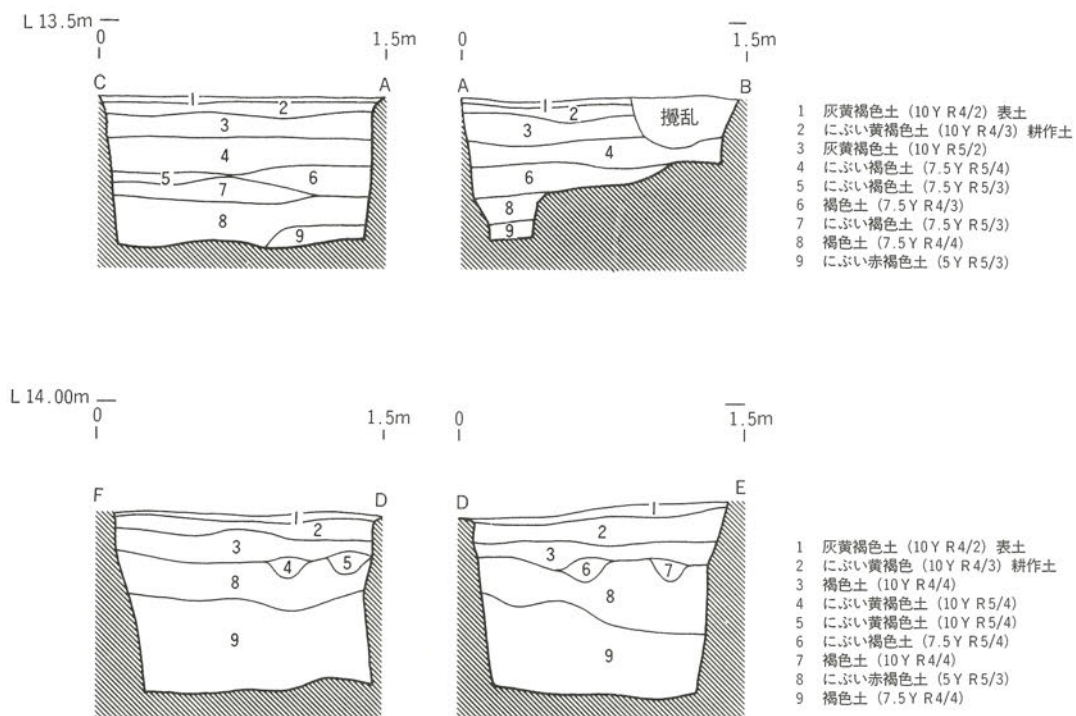 L 13.5m
0
1.5m
0
1.5m
C
A
A
B
1
2
3
4
5
6
7
8
9
1
2
3
攪乱
4
6
8
9
1 灰黄褐色土 (10YR4/2) 表土
2 にぶい黄褐色土 (10YR4/3) 耕作土
3 灰黄褐色土 (10YR5/2)
4 にぶい褐色土 (7.5YR5/4)
5 にぶい褐色土 (7.5YR5/3)
6 褐色土 (7.5YR4/3)
7 にぶい褐色土 (7.5YR5/3)
8 褐色土 (7.5YR4/4)
9 にぶい赤褐色土 (5YR5/3)
L 14.00m
0
1.5m
0
1.5m
F
D
D
E
1
2
3
4
5
8
9
1
2
3
6
7
8
9
1 灰黄褐色土 (10YR4/2) 表土
2 にぶい黄褐色 (10YR4/3) 耕作土
3 褐色土 (10YR4/4)
4 にぶい黄褐色土 (10YR5/4)
5 にぶい黄褐色土 (10YR5/4)
6 にぶい褐色土 (7.5YR5/4)
7 褐色土 (10YR4/4)
8 にぶい赤褐色土 (5YR5/3)
9 褐色土 (7.5YR4/4)